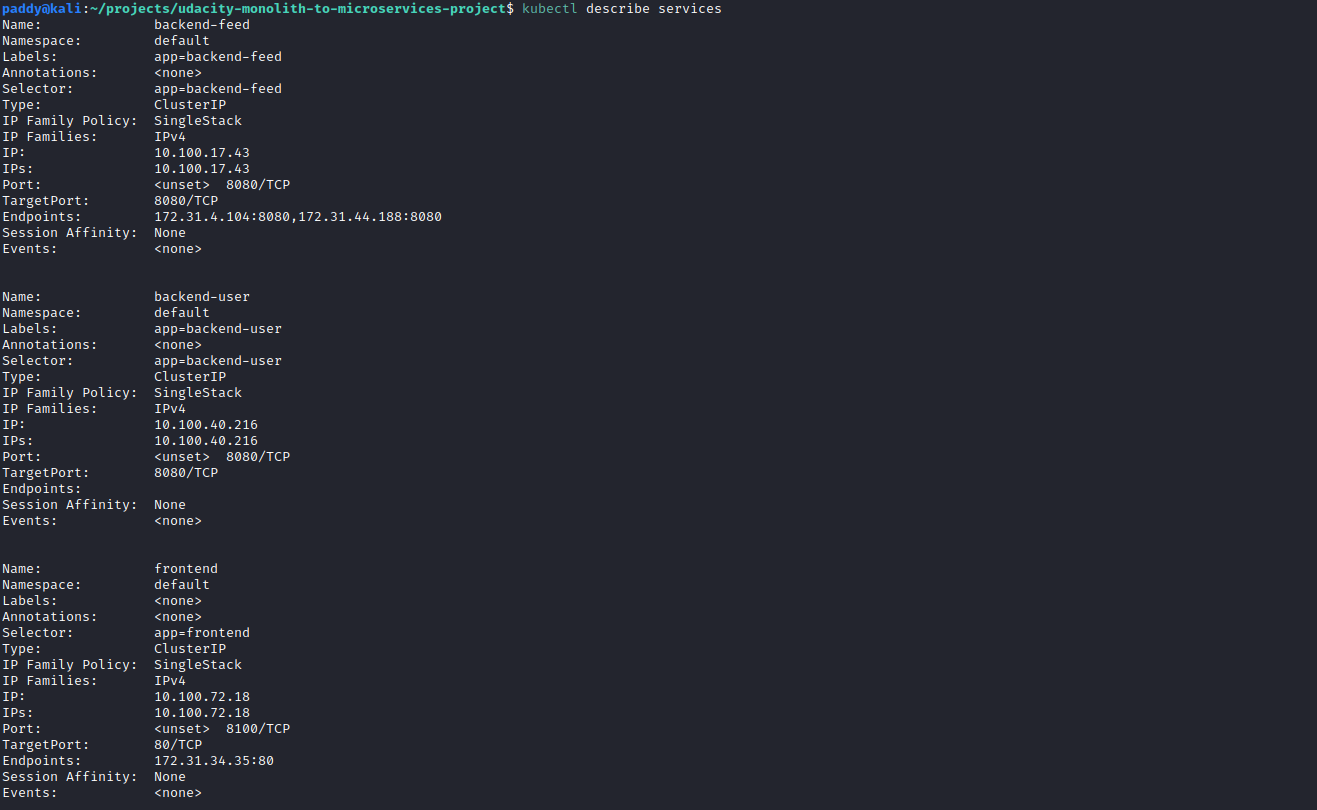 paddy@kali:~/projects/udacity-monolith-to-microservices-project$ kubectl describe services
Name:              backend-feed
Namespace:         default
Labels:            app=backend-feed
Annotations:       <none>
Selector:          app=backend-feed
Type:              ClusterIP
IP Family Policy:  SingleStack
IP Families:       IPv4
IP:                10.100.17.43
IPs:               10.100.17.43
Port:              <unset>  8080/TCP
TargetPort:        8080/TCP
Endpoints:         172.31.4.104:8080,172.31.44.188:8080
Session Affinity:  None
Events:            <none>
Name:              backend-user
Namespace:         default
Labels:            app=backend-user
Annotations:       <none>
Selector:          app=backend-user
Type:              ClusterIP
IP Family Policy:  SingleStack
IP Families:       IPv4
IP:                10.100.40.216
IPs:               10.100.40.216
Port:              <unset>  8080/TCP
TargetPort:        8080/TCP
Endpoints:
Session Affinity:  None
Events:            <none>
Name:              frontend
Namespace:         default
Labels:            <none>
Annotations:       <none>
Selector:          app=frontend
Type:              ClusterIP
IP Family Policy:  SingleStack
IP Families:       IPv4
IP:                10.100.72.18
IPs:               10.100.72.18
Port:              <unset>  8100/TCP
TargetPort:        80/TCP
Endpoints:         172.31.34.35:80
Session Affinity:  None
Events:            <none>